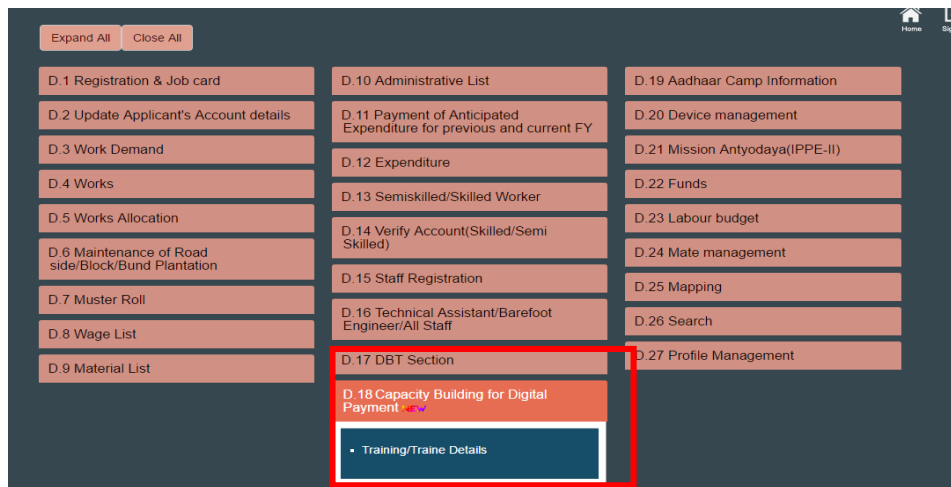 Home
Expand All Close All
D.1 Registration & Job card
D.2 Update Applicant's Account details
D.3 Work Demand
D.4 Works
D.5 Works Allocation
D.6 Maintenance of Road
side/Block/Bund Plantation
D.7 Muster Roll
D.8 Wage List
D.9 Material List
D.10 Administrative List
D.11 Payment of Anticipated
Expenditure for previous and current FY
D.12 Expenditure
D.13 Semiskilled/Skilled Worker
D.14 Verify Account(Skilled/Semi
Skilled)
D.15 Staff Registration
D.16 Technical Assistant/Barefoot
Engineer/All Staff
D.17 DBT Section
D.18 Capacity Building for Digital
Payment NEW
▪ Training/Traine Details
D.19 Aadhaar Camp Information
D.20 Device management
D.21 Mission Antyodaya(IPPE-II)
D.22 Funds
D.23 Labour budget
D.24 Mate management
D.25 Mapping
D.26 Search
D.27 Profile Management